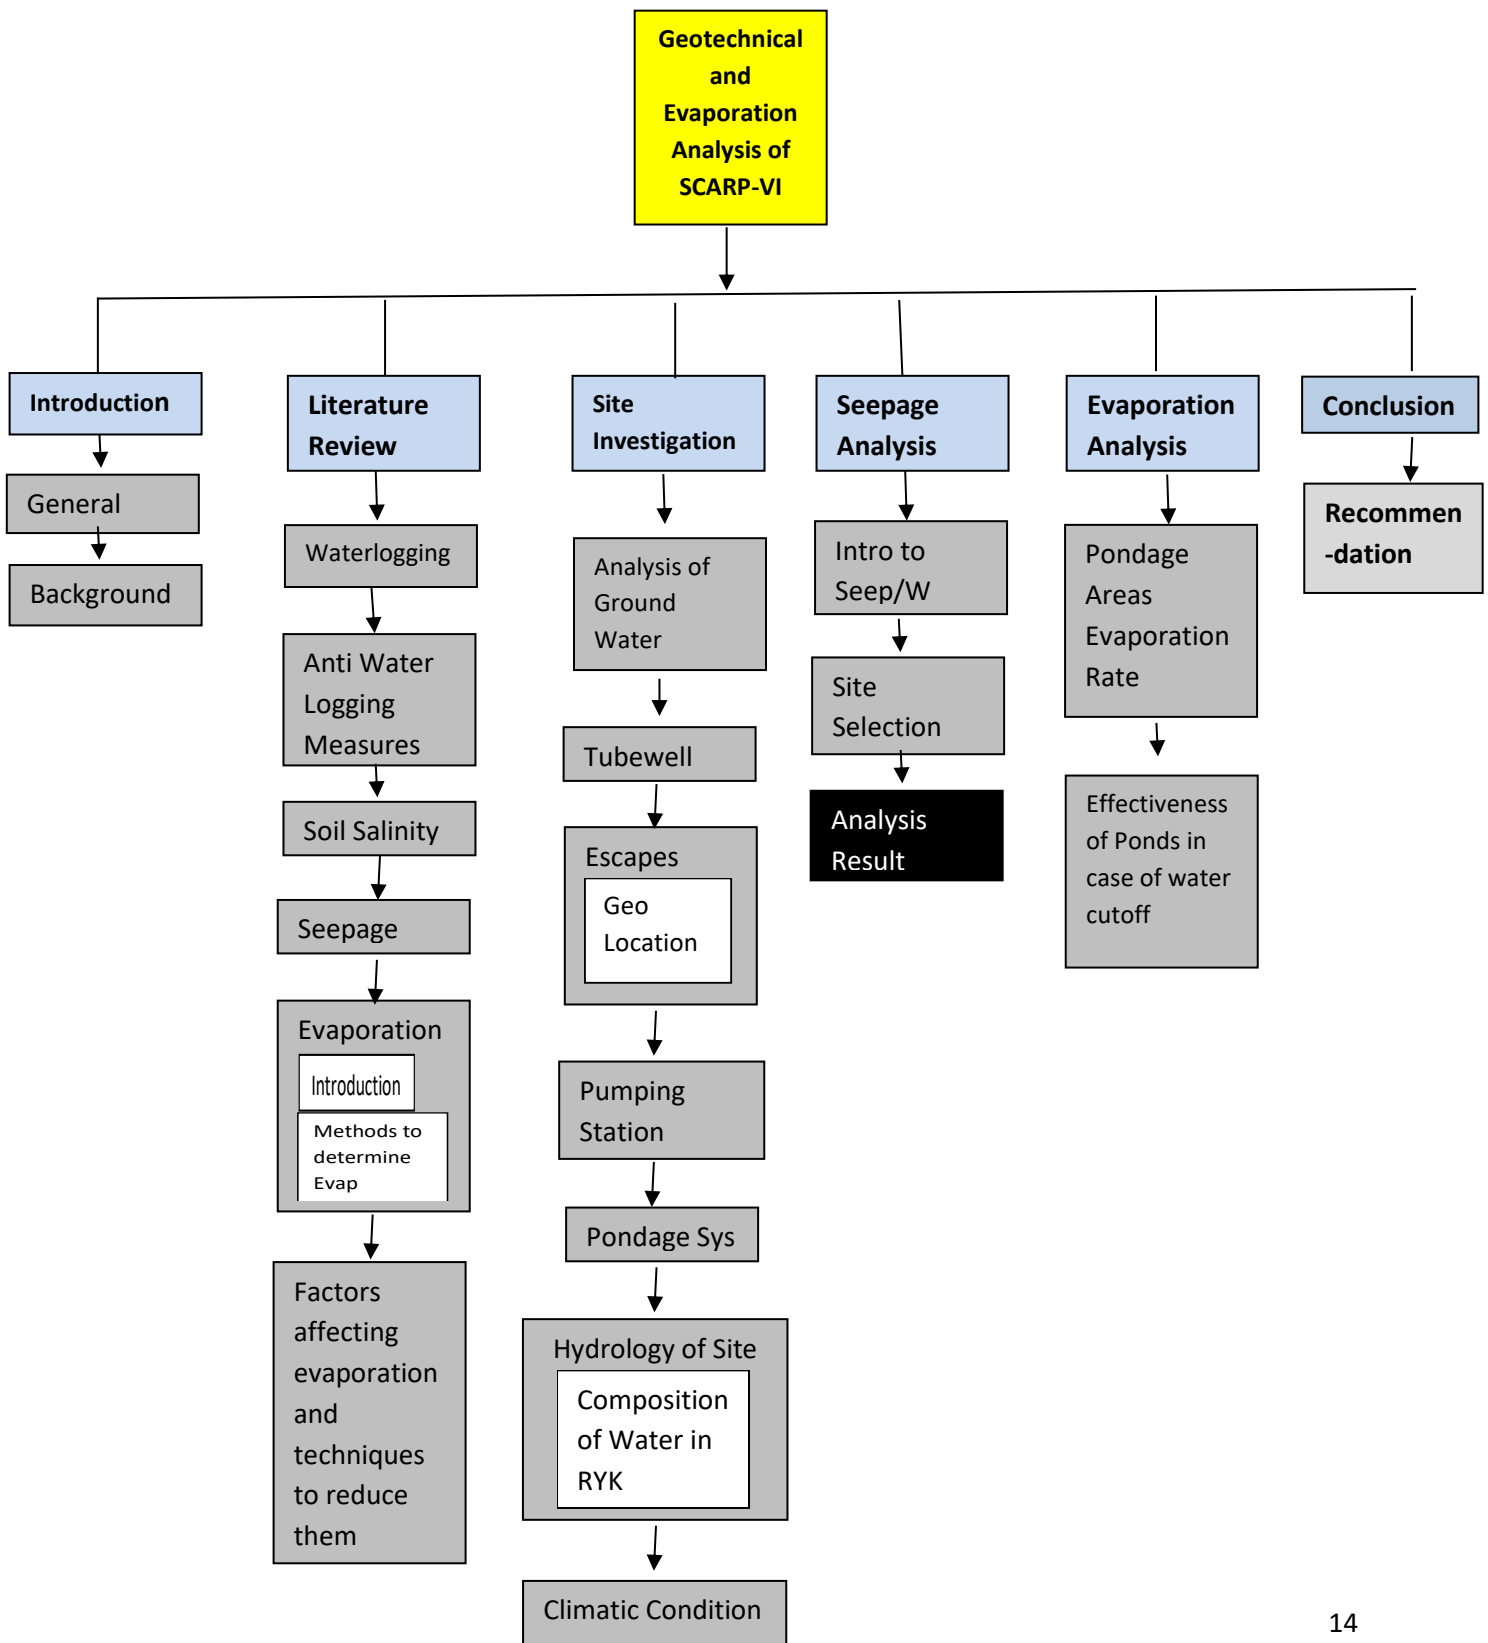 Geotechnical
and
Evaporation
Analysis of
SCARP-VI
Introduction
General
Background
Literature
Review
Waterlogging
Anti Water
Logging
Measures
Soil Salinity
Seepage
Evaporation
Introduction
Methods to
determine
Evap
Factors
affecting
evaporation
and
techniques
to reduce
them
Site
Investigation
Analysis of
Ground
Water
Tubewell
Escapes
Geo
Location
Pumping
Station
Pondage Sys
Hydrology of Site
Composition
of Water in
RYK
Climatic Condition
Seepage
Analysis
Intro to
Seep/W
Site
Selection
Analysis
Result
Evaporation
Analysis
Pondage
Areas
Evaporation
Rate
Effectiveness
of Ponds in
case of water
cutoff
Conclusion
Recommen
-dation
14